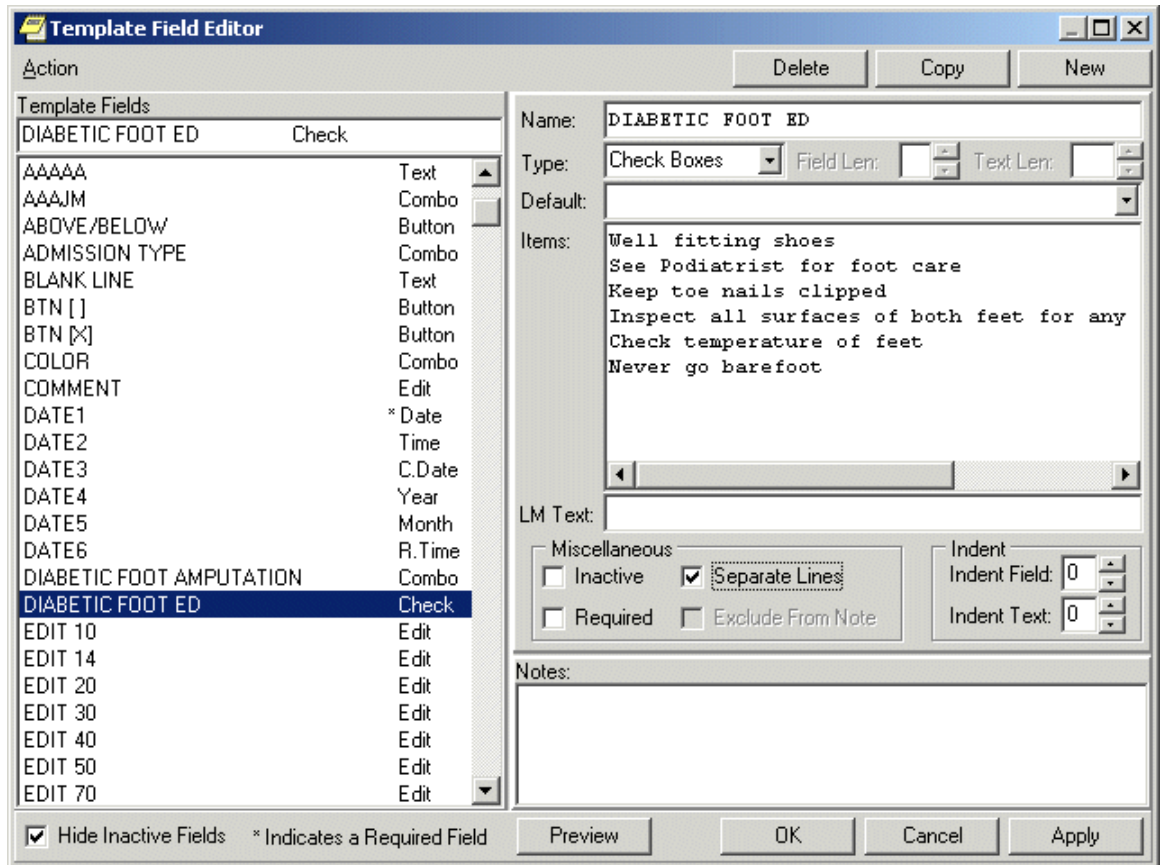 Template Field Editor
Action Delete Copy New
Template Fields
DIABETIC FOOT ED Check
AAAAA Text
AAAJM Combo
ABOVE/BELOW Button
ADMISSION TYPE Combo
BLANK LINE Text
BTN [ ] Button
BTN [X] Button
COLOR Combo
COMMENT Edit
DATE1 * Date
DATE2 Time
DATE3 C.Date
DATE4 Year
DATE5 Month
DATE6 R.Time
DIABETIC FOOT AMPUTATION Combo
DIABETIC FOOT ED Check
EDIT 10 Edit
EDIT 14 Edit
EDIT 20 Edit
EDIT 30 Edit
EDIT 40 Edit
EDIT 50 Edit
EDIT 70 Edit
Name: DIABETIC FOOT ED
Type: Check Boxes Field Len: Text Len:
Default:
Items: Well fitting shoes
See Podiatrist for foot care
Keep toe nails clipped
Inspect all surfaces of both feet for any
Check temperature of feet
Never go barefoot
LM Text:
Miscellaneous
Inactive Separate Lines
Required Exclude From Note
Indent
Indent Field: 0
Indent Text: 0
Notes:
Hide Inactive Fields * Indicates a Required Field Preview OK Cancel Apply